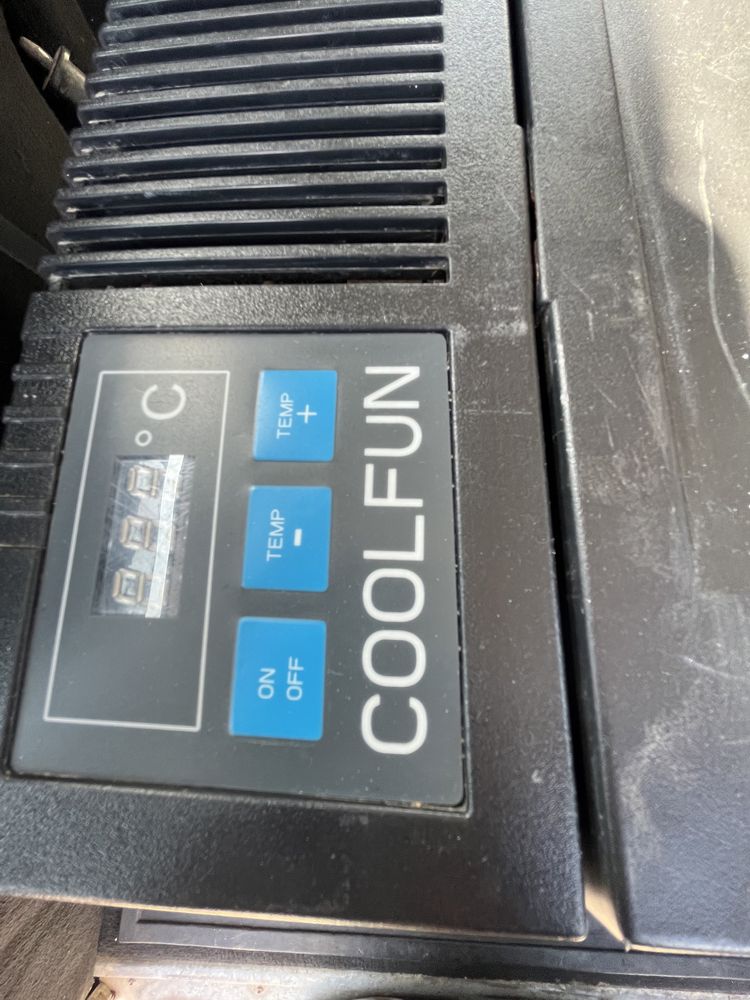 °C
ON
OFF
TEMP
-
TEMP
+
COOLFUN